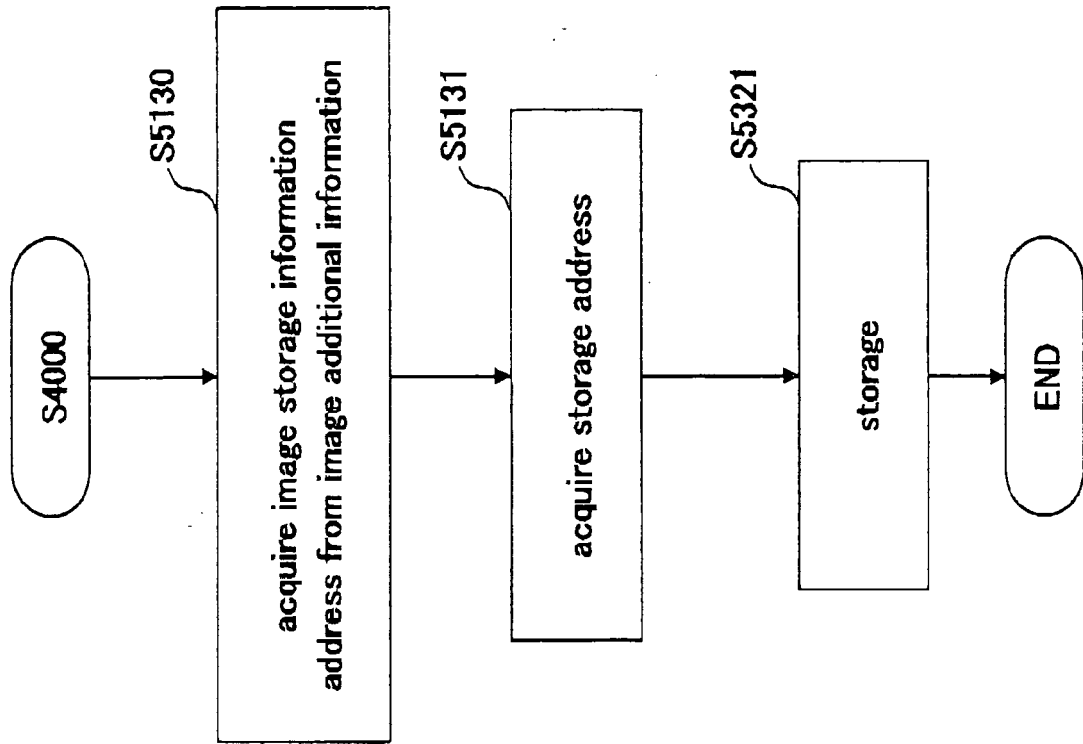 S4000
S5130
acquire image storage information
address from image additional information
S5131
acquire storage address
S5321
storage
END